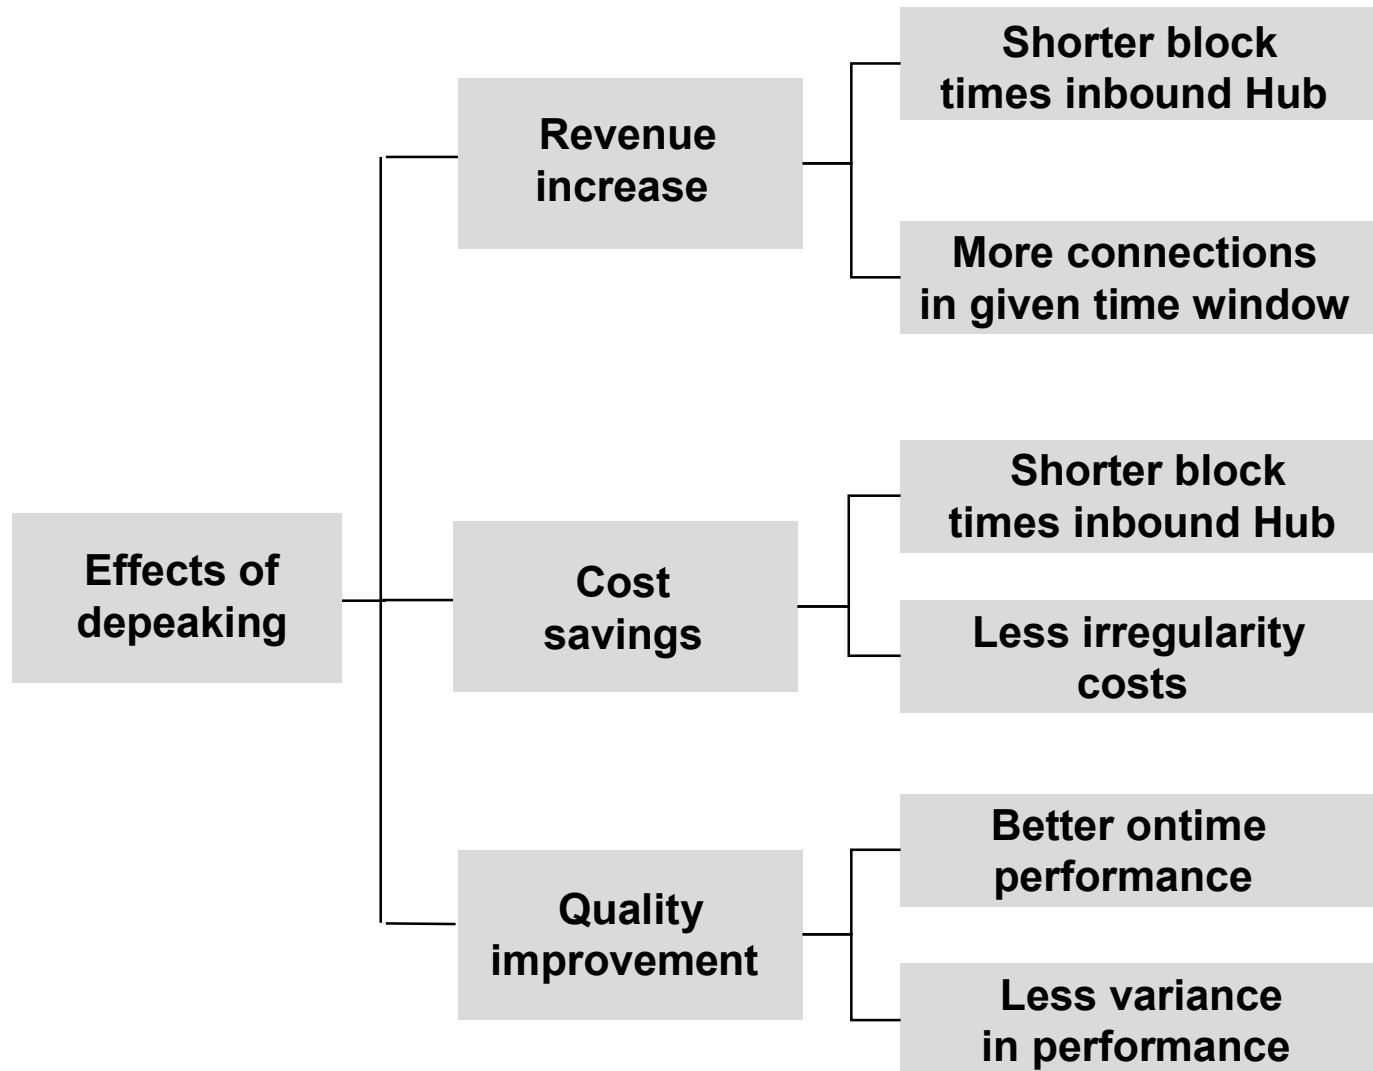 Effects of
depeaking
Revenue
increase
Shorter block
times inbound Hub
More connections
in given time window
Cost
savings
Shorter block
times inbound Hub
Less irregularity
costs
Quality
improvement
Better ontime
performance
Less variance
in performance